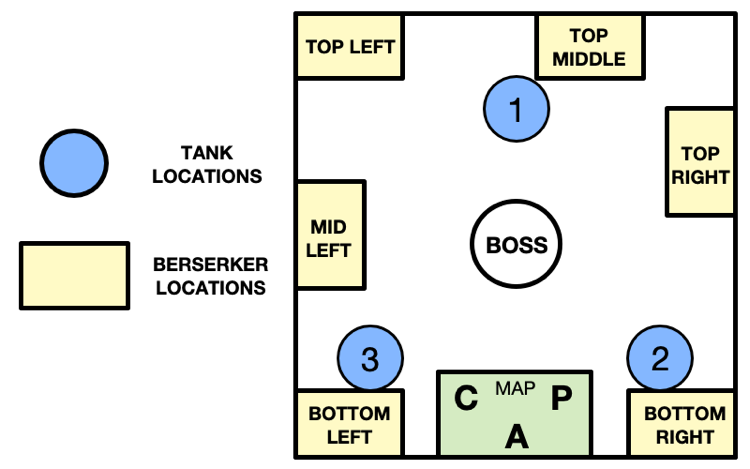 TOP LEFT
TOP
MIDDLE
1
TANK
LOCATIONS
TOP
RIGHT
MID
LEFT
BOSS
BERSERKER
LOCATIONS
3
2
C MAP P
A
BOTTOM
LEFT
BOTTOM
RIGHT